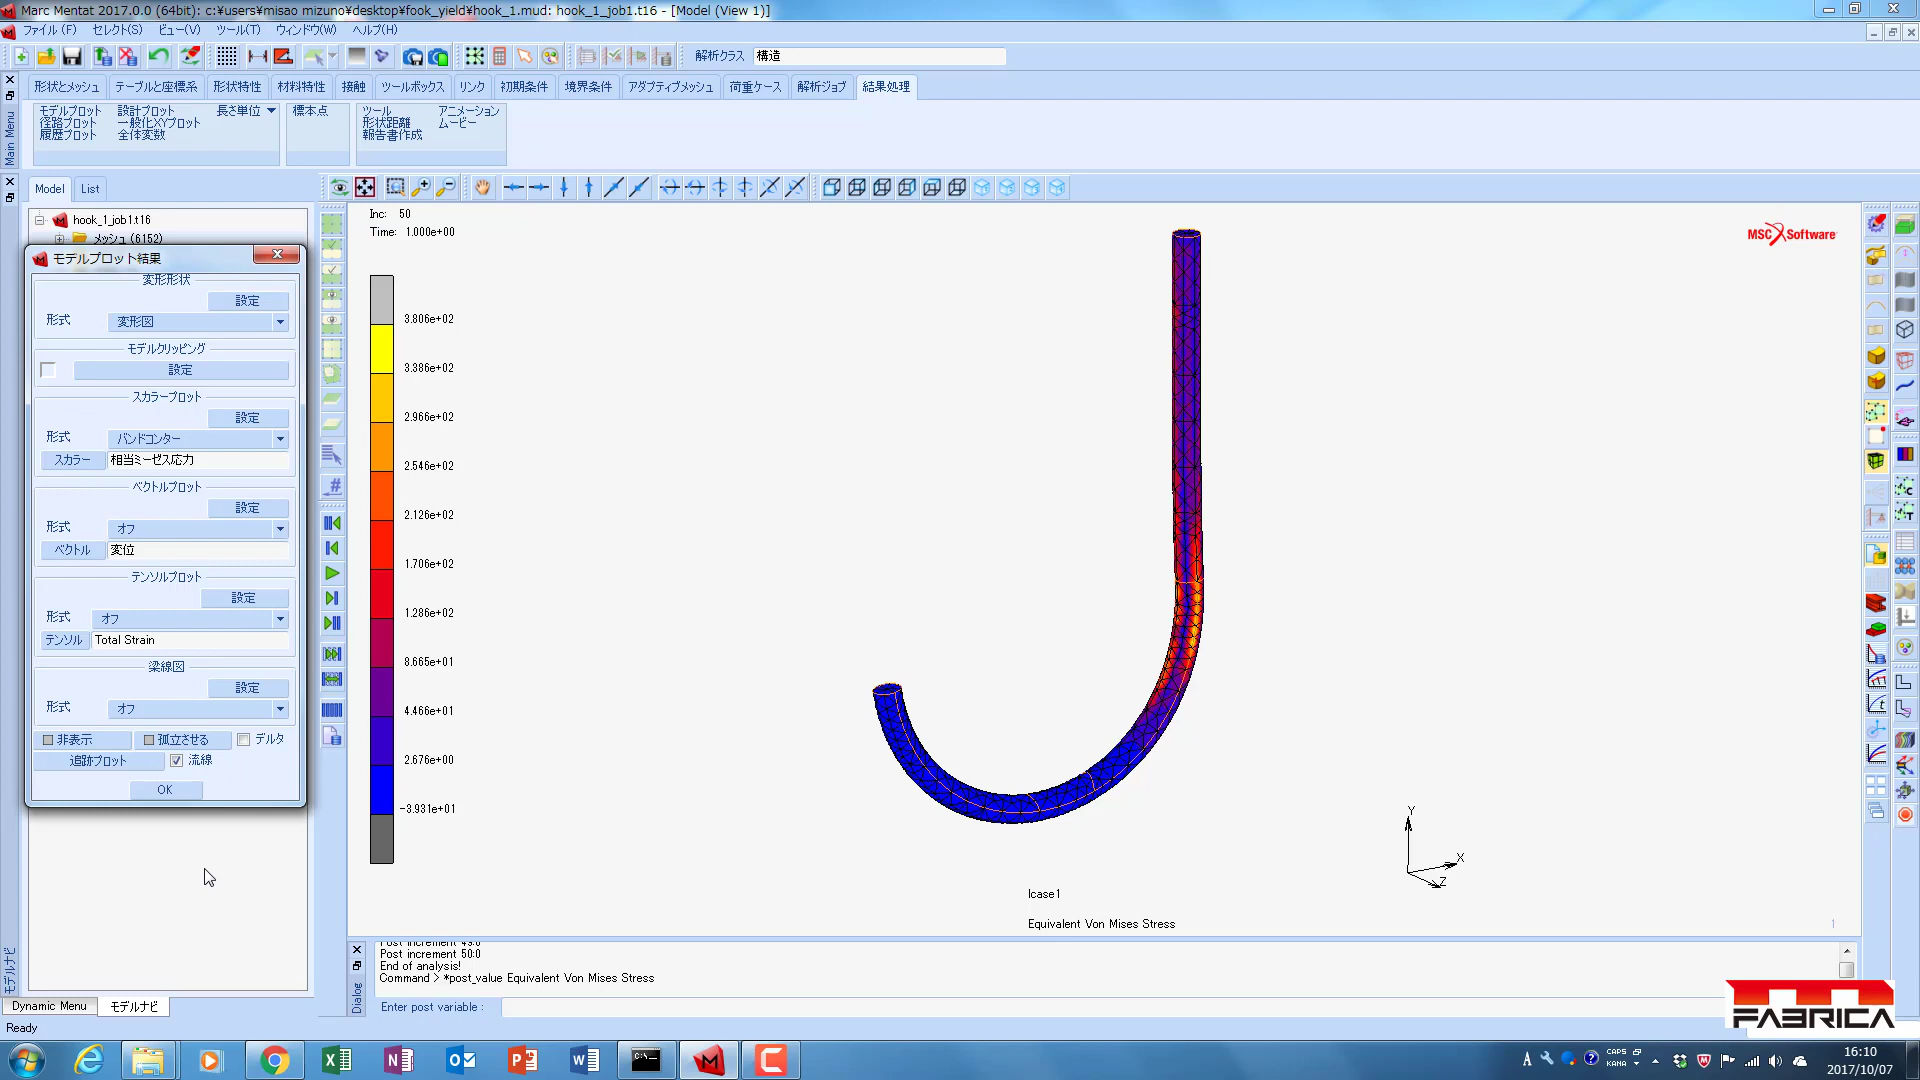 Marc Mentat 2017.0.0 (64bit): c:¥users¥misao mizuno¥desktop¥fook_yield¥hook_1.mud: hook_1_job1.t16 - [Model (View 1)]
ファイル (F) セレクト(S) ビュー(V) ツール(T) ウィンドウ(W) ヘルプ(H)
解析クラス 構造
形状とメッシュ テーブルと座標系 形状特性 材料特性 接触 ツールボックス リンク 初期条件 境界条件 アダプティブメッシュ 荷重ケース 解析ジョブ 結果処理
モデルプロット 設計プロット 長さ単位 標本点 ツール アニメーション
径路プロット 一般化XYプロット 形状距離 ムービー
履歴プロット 全体変数 報告書作成
Main Menu
Model List
hook_1_job1.t16
メッシュ (6152)
モデルプロット結果
変形形状
設定
形式 変形図
モデルクリッピング
設定
スカラープロット
設定
形式 バンドコンター
スカラー 相当ミーゼス応力
ベクトルプロット
設定
形式 オフ
ベクトル 変位
テンソルプロット
設定
形式 オフ
テンソル Total Strain
梁線図
設定
形式 オフ
非表示 孤立させる デルタ
追跡プロット 流線
OK
モデルナビ
Dynamic Menu モデルナビ
Ready
Inc: 50
Time: 1.000e+00
3.806e+02
3.386e+02
2.966e+02
2.546e+02
2.126e+02
1.706e+02
1.286e+02
8.665e+01
4.466e+01
2.676e+00
-3.931e+01
MSC Software
Y
X
Z
lcase1
Equivalent Von Mises Stress
1
Dialog
Post increment 49:0
Post increment 50:0
End of analysis!
Command > *post_value Equivalent Von Mises Stress
Enter post variable :
FABRICA
A
CAPS
KANA
16:10
2017/10/07